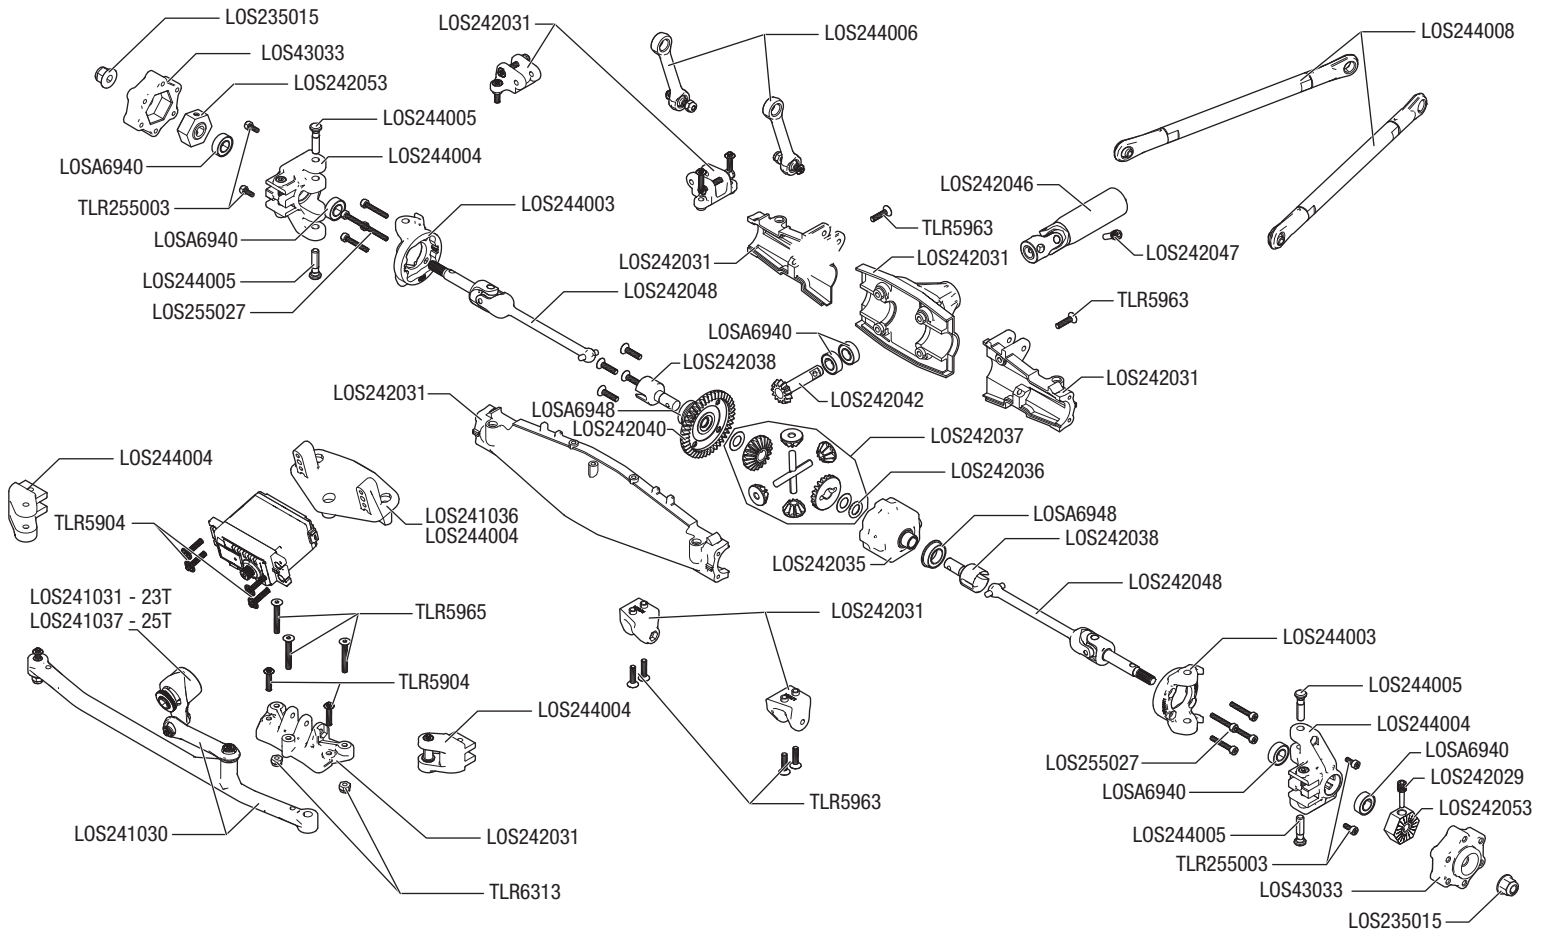 LOS235015
LOS43033
LOS242053
LOS244005
LOS244004
LOSA6940
TLR255003
LOSA6940
LOS244005
LOS255027
LOS244003
LOS242048
LOS242031
LOS244006
LOS244008
LOS242046
LOS242047
TLR5963
LOS242031
LOS242031
TLR5963
LOSA6940
LOS242038
LOS242031
LOS242031
LOS242042
LOSA6948
LOS242040
LOS242037
LOS242036
LOS244004
LOS241036
LOS244004
TLR5904
LOSA6948
LOS242038
LOS242035
LOS242048
LOS241031 - 23T
LOS241037 - 25T
TLR5965
LOS242031
LOS244003
TLR5904
LOS244004
LOS244005
LOS244004
LOSA6940
LOS255027
LOS242029
LOSA6940
LOS242053
TLR5963
LOS241030
LOS242031
LOS244005
TLR255003
TLR6313
LOS43033
LOS235015